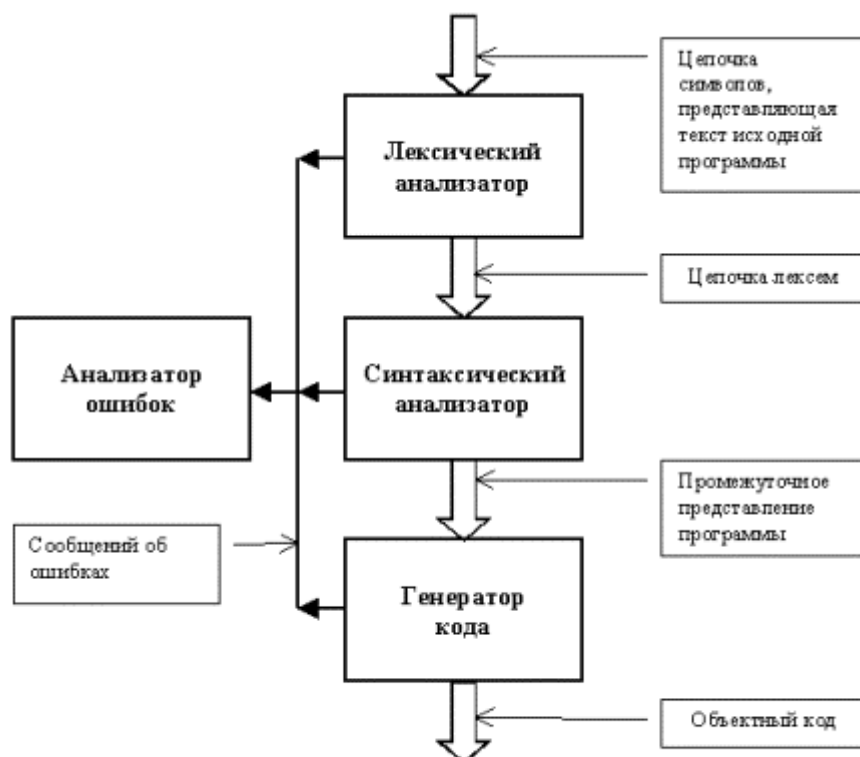 Цепочка
символов,
представляющая
текст исходной
программы
Лексический
анализатор
Цепочка лексем
Анализатор
ошибок
Синтаксический
анализатор
Промежуточное
представление
программы
Сообщений об
ошибках
Генератор
кода
Объектный код